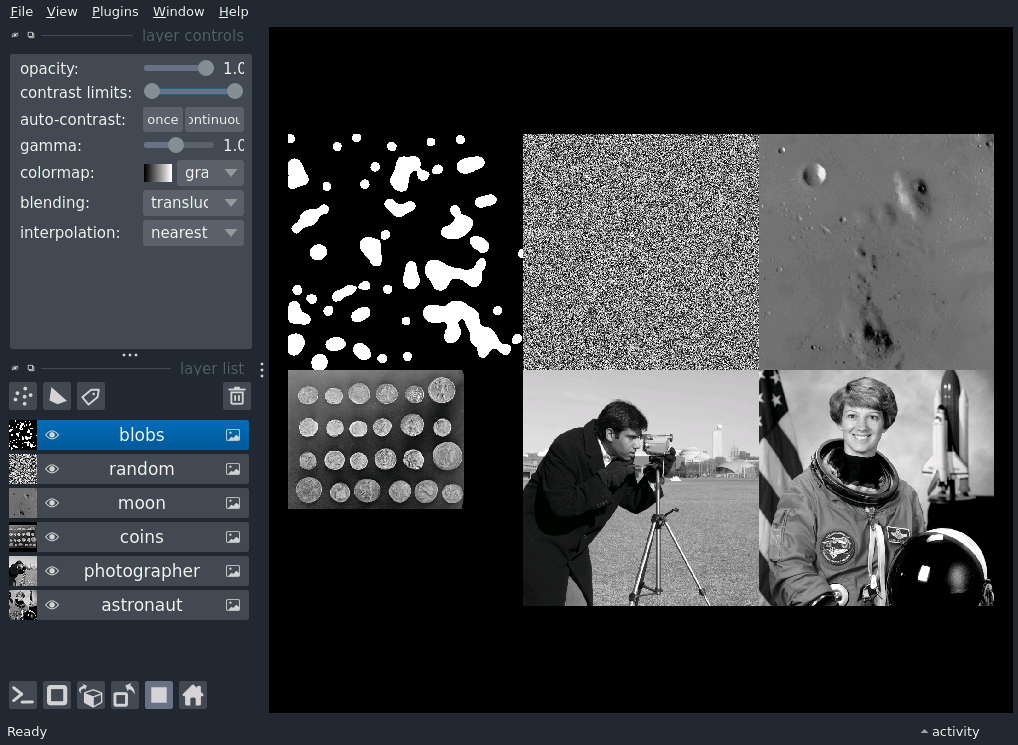 File View Plugins Window Help
layer controls
opacity: 1.0
contrast limits:
auto-contrast: once ontinuou
gamma: 1.0
colormap: gra
blending: transluc
interpolation: nearest
layer list
blobs
random
moon
coins
photographer
astronaut
Ready
activity